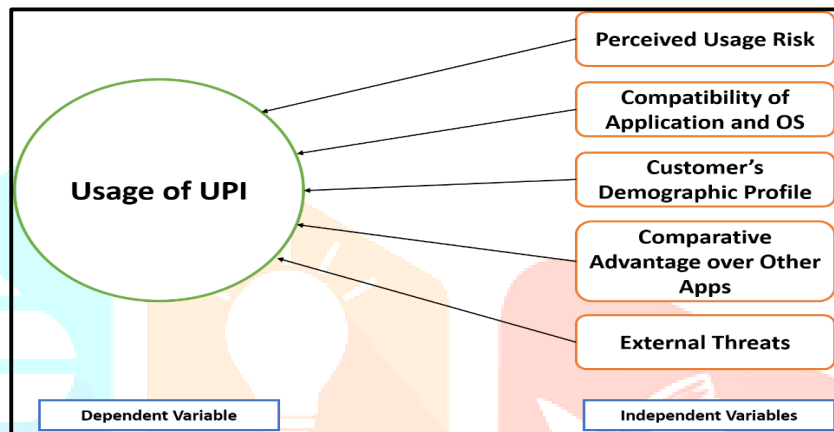 Perceived Usage Risk
Compatibility of
Application and OS
Usage of UPI
Customer's
Demographic Profile
Comparative
Advantage over Other
Apps
External Threats
Dependent Variable
Independent Variables